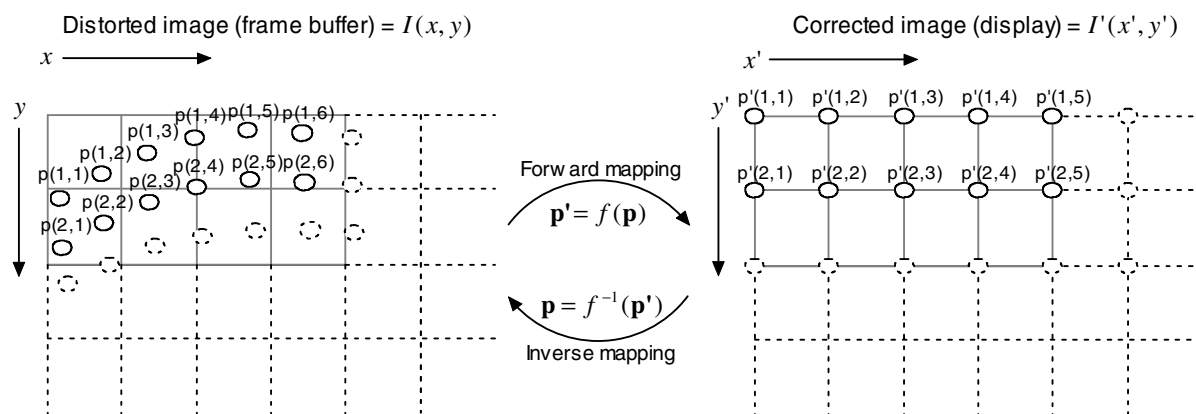 Distorted image (frame buffer) = I(x, y)
x
y
p(1,1)
p(1,2)
p(1,3)
p(1,4)
p(1,5)
p(1,6)
p(2,1)
p(2,2)
p(2,3)
p(2,4)
p(2,5)
p(2,6)
Forward mapping
p' = f(p)
p = f⁻¹(p')
Inverse mapping
Corrected image (display) = I'(x', y')
x'
y'
p'(1,1) p'(1,2) p'(1,3) p'(1,4) p'(1,5)
p'(2,1) p'(2,2) p'(2,3) p'(2,4) p'(2,5)